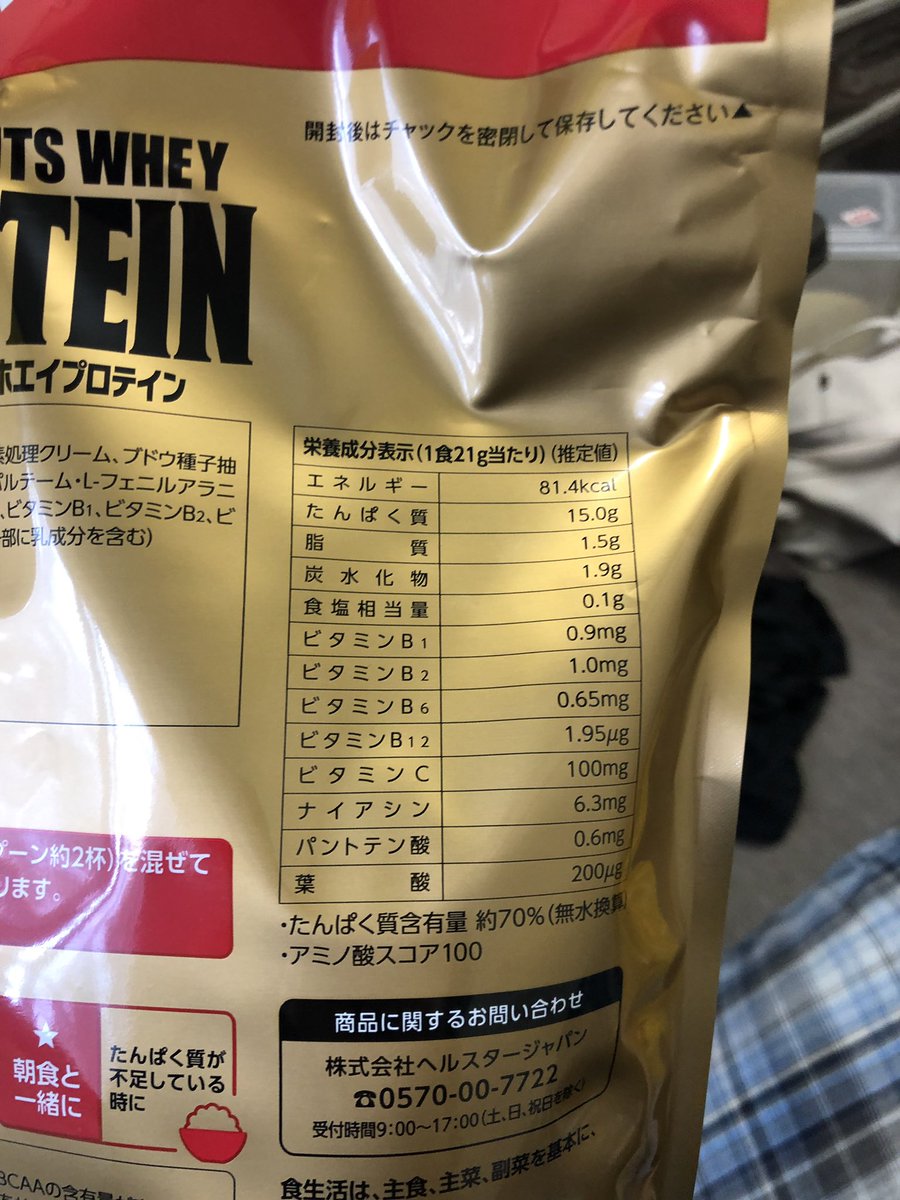 開封後はチャックを密閉して保存してください▲
UTS WHEY
TEIN
ホエイプロテイン
素処理クリーム、ブドウ種子抽
パルテーム・L-フェニルアラニ
、ビタミンB1、ビタミンB2、ビ
部に乳成分を含む)
栄養成分表示(1食21g当たり)(推定値)
エネルギー 81.4kcal
たんぱく質 15.0g
脂質 1.5g
炭水化物 1.9g
食塩相当量 0.1g
ビタミンB1 0.9mg
ビタミンB2 1.0mg
ビタミンB6 0.65mg
ビタミンB12 1.95μg
ビタミンC 100mg
ナイアシン 6.3mg
パントテン酸 0.6mg
葉酸 200μg
・たんぱく質含有量 約70%(無水換算)
・アミノ酸スコア100
プーン約2杯)を混ぜて
ります。
★
朝食と
一緒に
たんぱく質が
不足している
時に
商品に関するお問い合わせ
株式会社ヘルスタージャパン
☎0570-00-7722
受付時間9:00〜17:00(土、日、祝日を除く)
BCAAの含有量が
食生活は、主食、主菜、副菜を基本に、